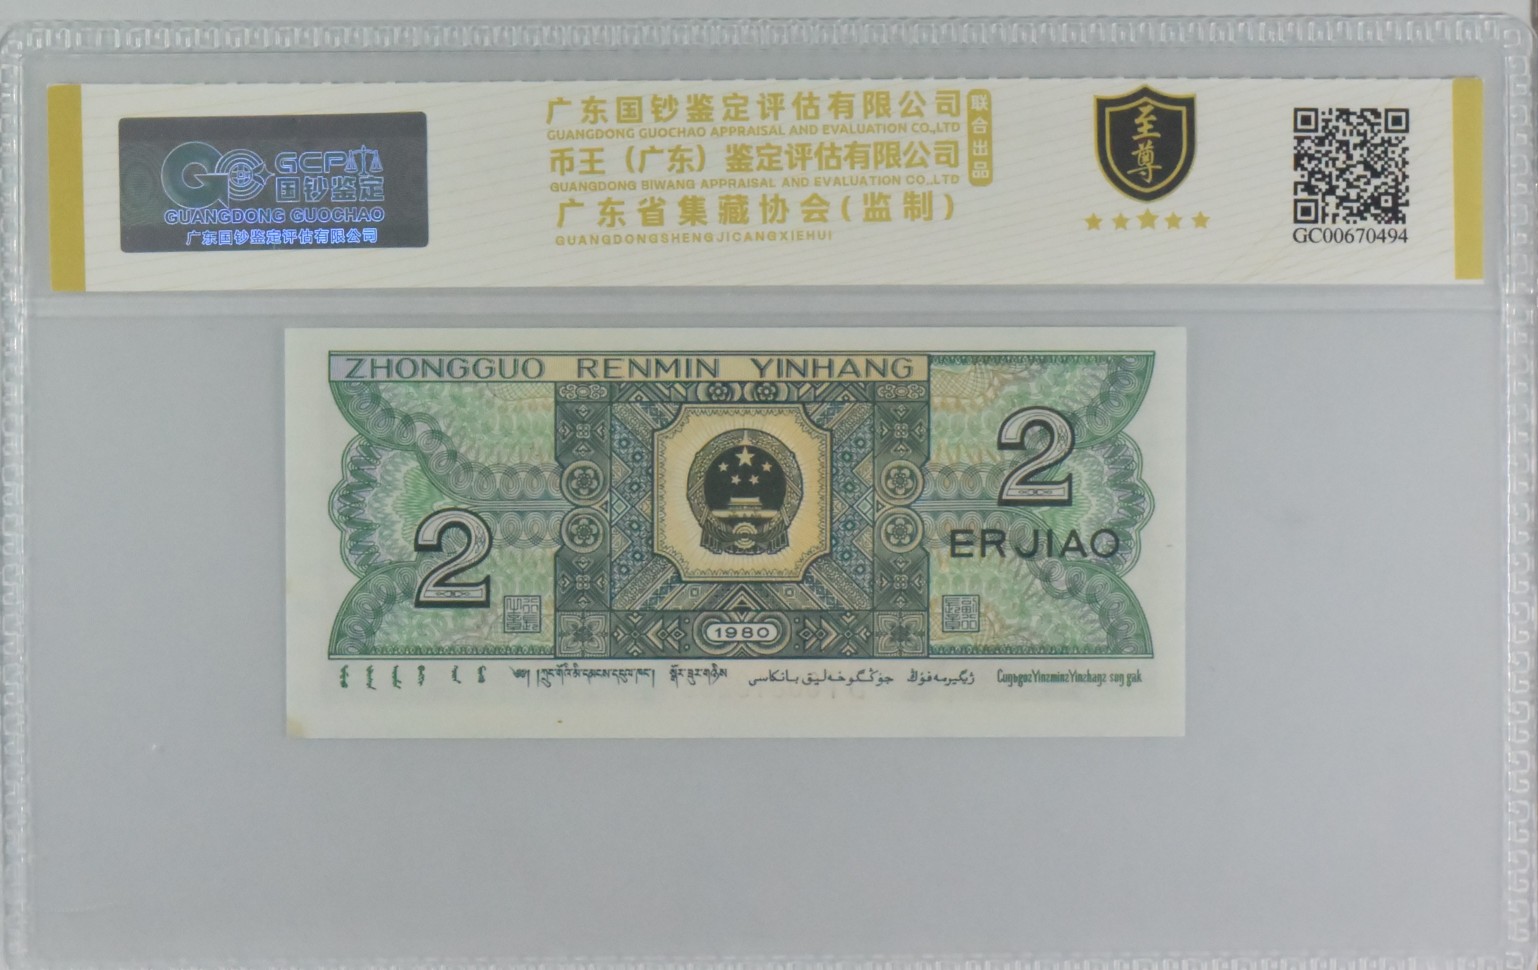 GCP
国钞鉴定
GUANGDONG GUOCHAO
广东国钞鉴定评估有限公司
广东国钞鉴定评估有限公司
GUANGDONG GUOCHAO APPRAISAL AND EVALUATION CO.,LTD
币王（广东）鉴定评估有限公司
GUANGDONG BIWANG APPRAISAL AND EVALUATION CO.,LTD
广东省集藏协会(监制)
GUANGDONGSHENGJICANGXIEHUI
联合出品
至尊
GC00670494
ZHONGGUO RENMIN YINHANG
2
ERJIAO
2
1980